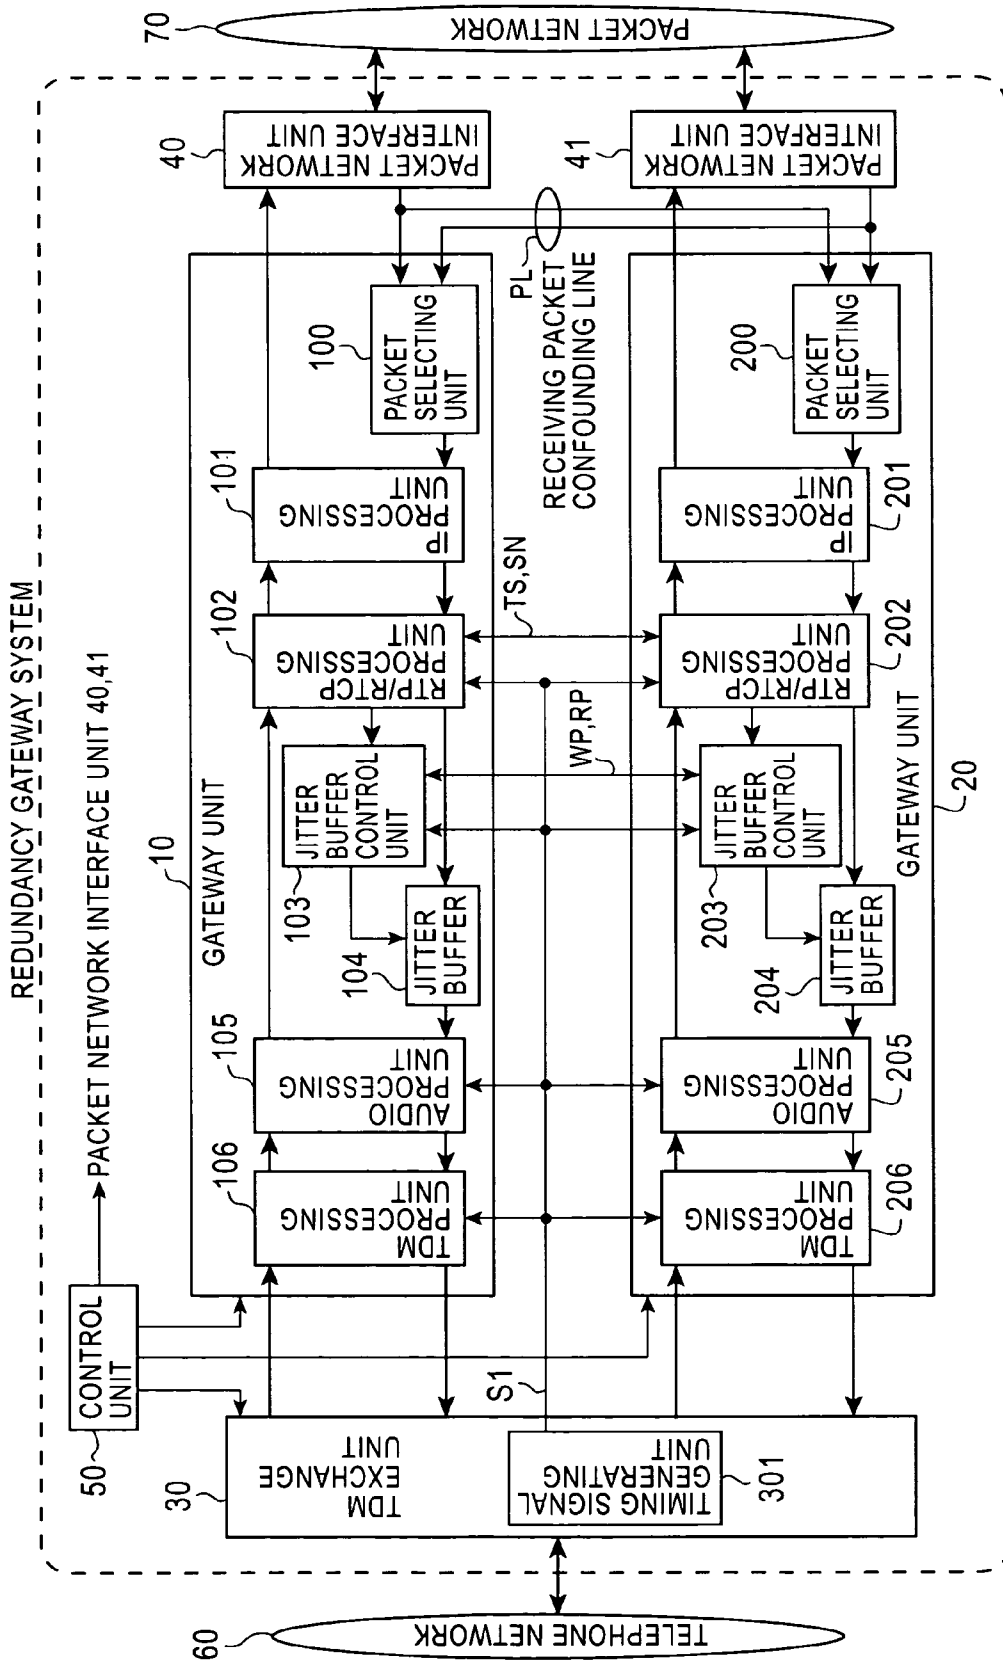 REDUNDANCY GATEWAY SYSTEM
50
CONTROL
UNIT
PACKET NETWORK INTERFACE UNIT 40,41
60
TELEPHONE NETWORK
30
TDM
EXCHANGE
UNIT
TIMING SIGNAL
GENERATING
UNIT
301
S1
10
GATEWAY UNIT
106
TDM
PROCESSING
UNIT
105
AUDIO
PROCESSING
UNIT
104
JITTER
BUFFER
103
JITTER
BUFFER
CONTROL
UNIT
102
RTP/RTCP
PROCESSING
UNIT
101
IP
PROCESSING
UNIT
100
PACKET
SELECTING
UNIT
40
PACKET NETWORK
INTERFACE UNIT
70
PACKET NETWORK
WP,RP
TS,SN
RECEIVING PACKET
CONFOUNDING LINE
PL
TDM
PROCESSING
UNIT
206
AUDIO
PROCESSING
UNIT
205
204
JITTER
BUFFER
203
JITTER
BUFFER
CONTROL
UNIT
RTP/RTCP
PROCESSING
UNIT
202
IP
PROCESSING
UNIT
201
200
PACKET
SELECTING
UNIT
41
PACKET NETWORK
INTERFACE UNIT
GATEWAY UNIT
20